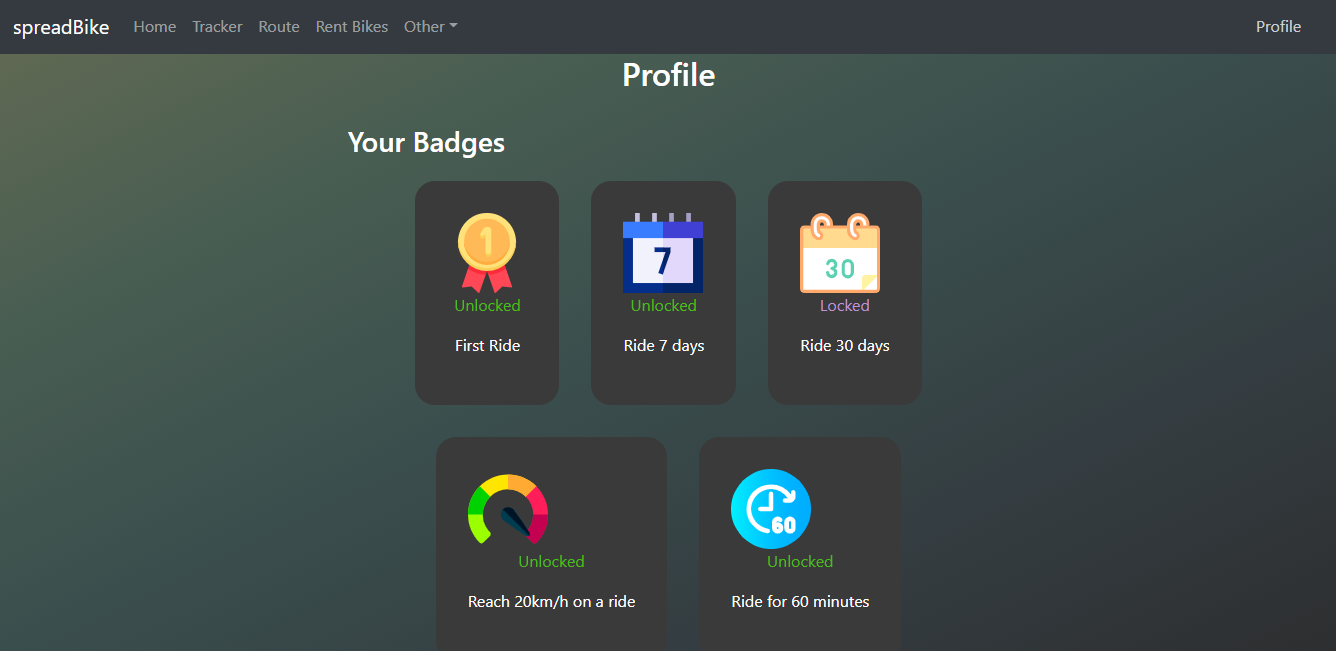 spreadBike Home Tracker Route Rent Bikes Other Profile
Profile
Your Badges
1 7 30
Unlocked Unlocked Locked
First Ride Ride 7 days Ride 30 days
60
Unlocked Unlocked
Reach 20km/h on a ride Ride for 60 minutes